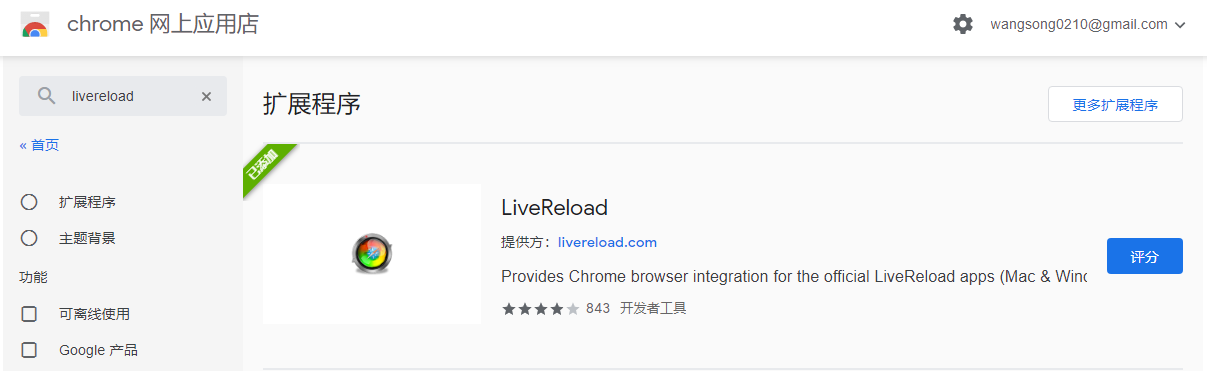 chrome 网上应用店
wangsong0210@gmail.com
livereload
« 首页
扩展程序
主题背景
功能
可离线使用
Google 产品
扩展程序
更多扩展程序
已添加
LiveReload
提供方：livereload.com
Provides Chrome browser integration for the official LiveReload apps (Mac & Wind
843 开发者工具
评分